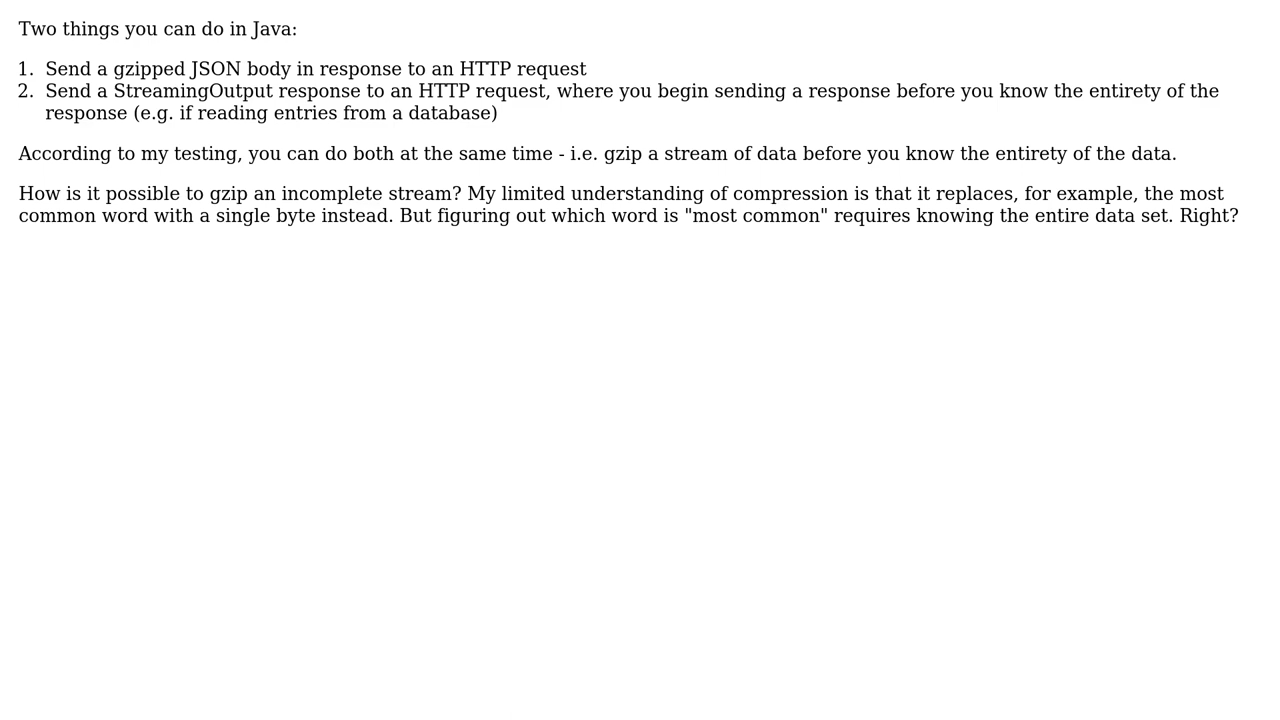 Two things you can do in Java:
1. Send a gzipped JSON body in response to an HTTP request
2. Send a StreamingOutput response to an HTTP request, where you begin sending a response before you know the entirety of the
response (e.g. if reading entries from a database)
According to my testing, you can do both at the same time - i.e. gzip a stream of data before you know the entirety of the data.
How is it possible to gzip an incomplete stream? My limited understanding of compression is that it replaces, for example, the most
common word with a single byte instead. But figuring out which word is "most common" requires knowing the entire data set. Right?